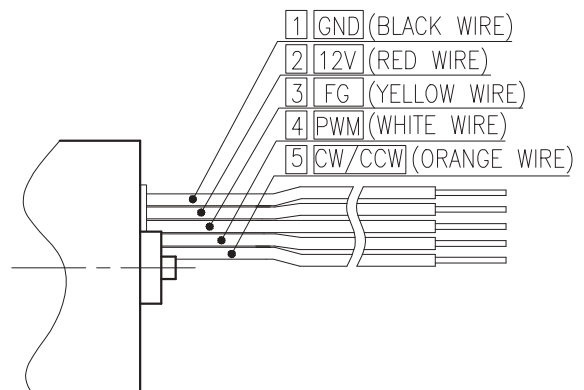 1 GND (BLACK WIRE)
2 12V (RED WIRE)
3 FG (YELLOW WIRE)
4 PWM (WHITE WIRE)
5 CW/CCW (ORANGE WIRE)